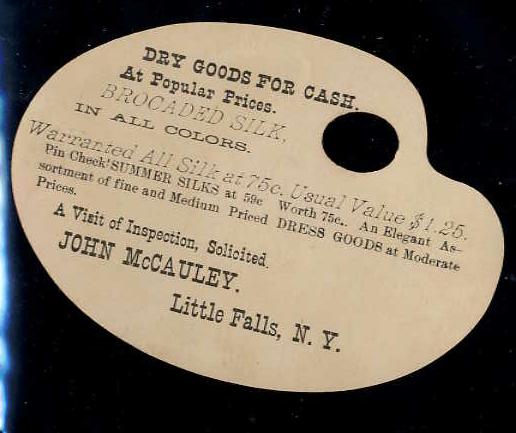 DRY GOODS FOR CASH.
At Popular Prices.
BROCADED SILK,
IN ALL COLORS.
Warranted All Silk at 75c. Usual Value $1.25.
Pin Check SUMMER SILKS at 59c Worth 75c. An Elegant As-
sortment of fine and Medium Priced DRESS GOODS at Moderate
Prices.
A Visit of Inspection, Solicited.
JOHN McCAULEY.
Little Falls, N. Y.